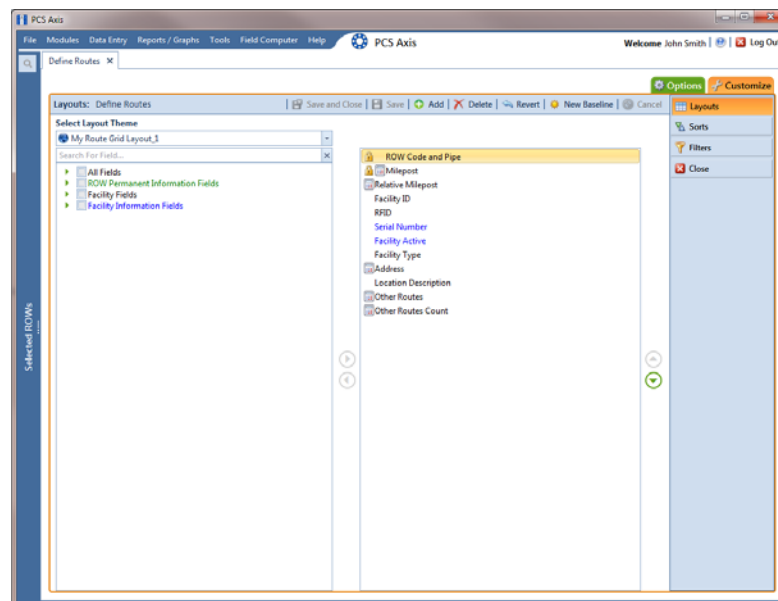 PCS Axis
File Modules Data Entry Reports / Graphs Tools Field Computer Help PCS Axis Welcome John Smith | | Log Out
Define Routes
Options Customize
Layouts: Define Routes | Save and Close | Save | Add | Delete | Revert | New Baseline | Cancel
Layouts
Select Layout Theme
Sorts
My Route Grid Layout_1
Filters
Search For Field...
Close
All Fields
ROW Permanent Information Fields
Facility Fields
Facility Information Fields
ROW Code and Pipe
Milepost
Relative Milepost
Facility ID
RFID
Serial Number
Facility Active
Facility Type
Address
Location Description
Other Routes
Other Routes Count
Selected ROWs